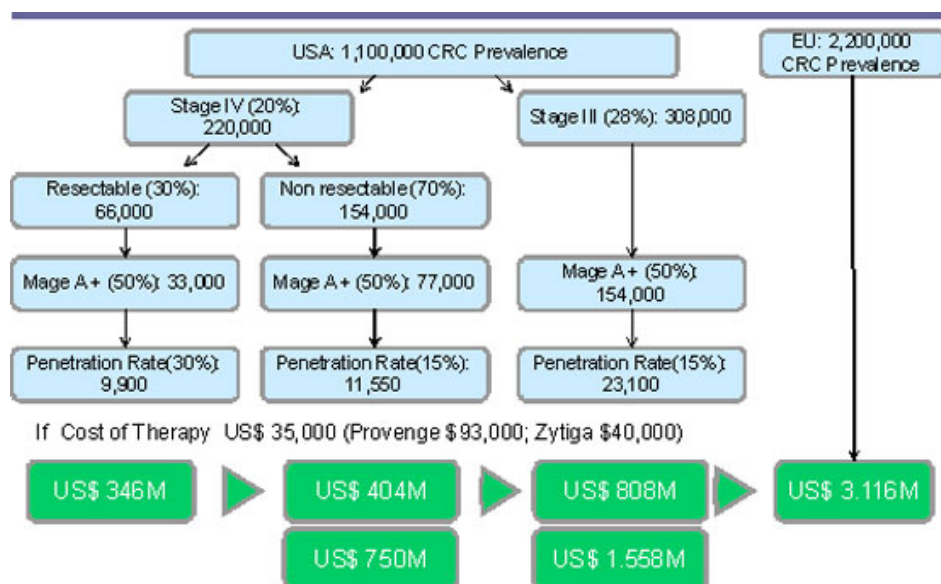 USA: 1,100,000 CRC Prevalence
EU: 2,200,000
CRC Prevalence
Stage IV (20%):
220,000
Stage III (28%): 308,000
Resectable (30%):
66,000
Non resectable (70%):
154,000
Mage A+ (50%): 33,000
Mage A+ (50%): 77,000
Mage A+ (50%):
154,000
Penetration Rate(30%):
9,900
Penetration Rate(15%):
11,550
Penetration Rate(15%):
23,100
If Cost of Therapy US$ 35,000 (Provenge $93,000; Zytiga $40,000)
US$ 346M
US$ 404M
US$ 808M
US$ 3.116M
US$ 750M
US$ 1.558M